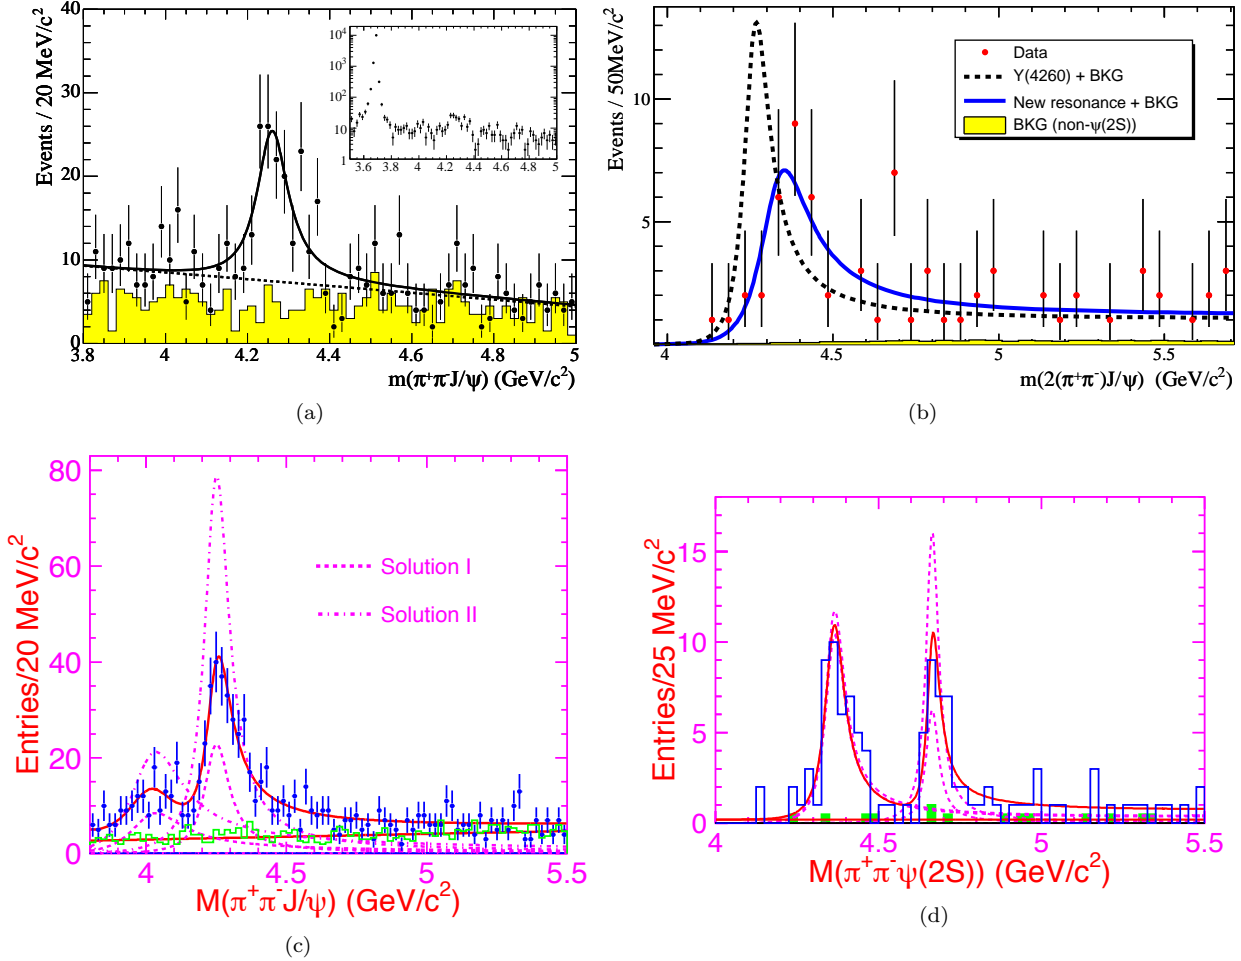 Events / 20 MeV/c²
40
30
20
10
0
10⁴
10³
10²
10
1
3.6 3.8 4 4.2 4.4 4.6 4.8 5
3.8 4 4.2 4.4 4.6 4.8 5
m(π⁺π⁻J/ψ) (GeV/c²)
(a)
Events / 50MeV/c²
10
5
Data
Y(4260) + BKG
New resonance + BKG
BKG (non-ψ(2S))
4 4.5 5 5.5
m(2(π⁺π⁻)J/ψ) (GeV/c²)
(b)
Entries/20 MeV/c²
80
60
40
20
0
Solution I
Solution II
4 4.5 5 5.5
M(π⁺π⁻J/ψ) (GeV/c²)
(c)
Entries/25 MeV/c²
15
10
5
0
4 4.5 5 5.5
M(π⁺π⁻ψ(2S)) (GeV/c²)
(d)